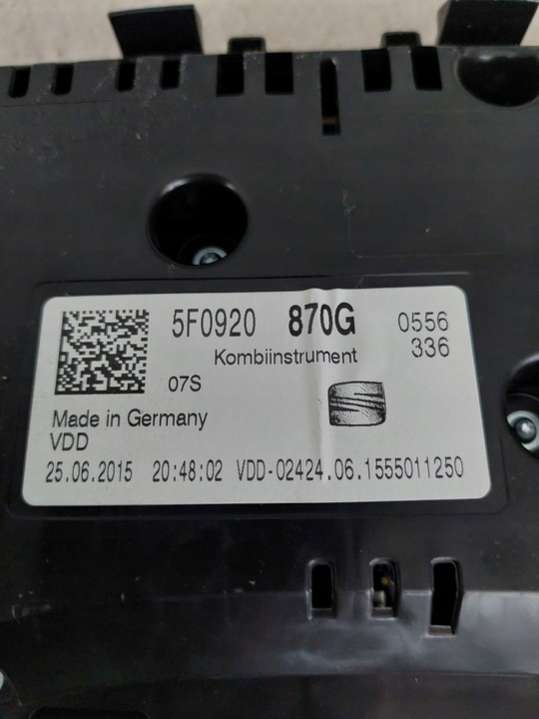 5F0920 870G 0556
Kombiinstrument 336
07S
Made in Germany
VDD
25.06.2015 20:48:02 VDD-02424.06.1555011250